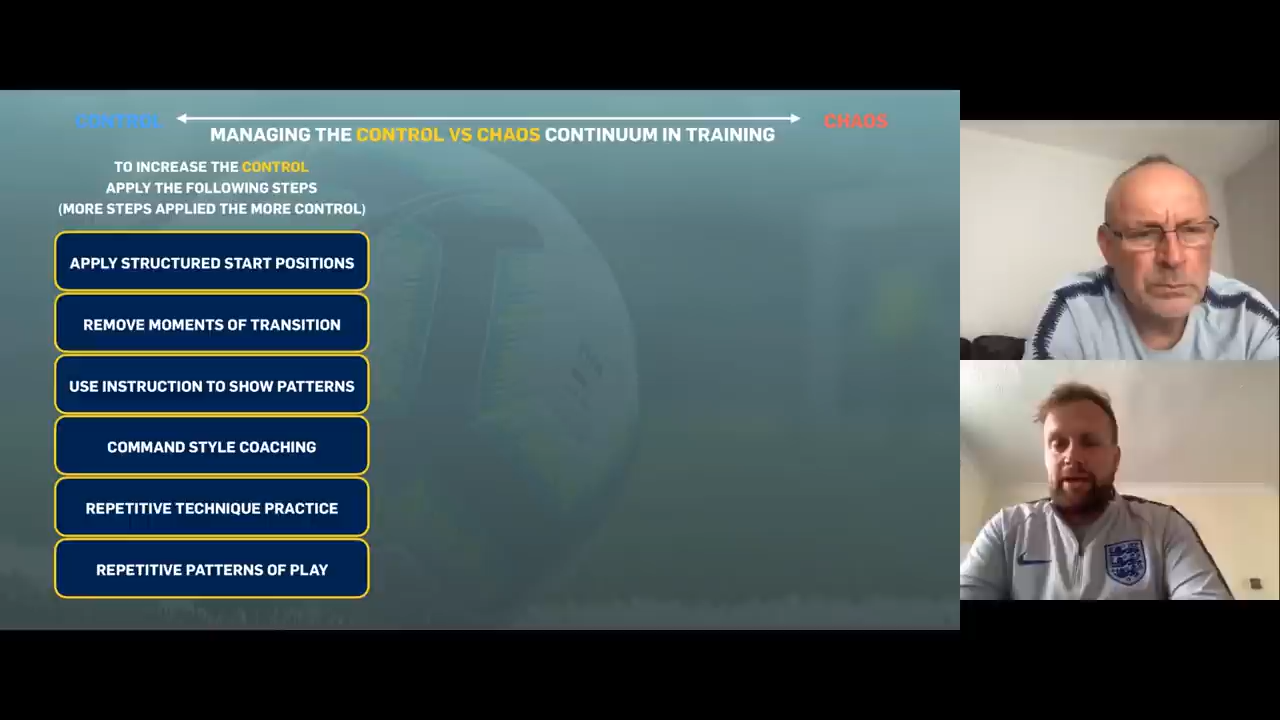 CONTROL
CHAOS
MANAGING THE CONTROL VS CHAOS CONTINUUM IN TRAINING
TO INCREASE THE CONTROL
APPLY THE FOLLOWING STEPS
(MORE STEPS APPLIED THE MORE CONTROL)
APPLY STRUCTURED START POSITIONS
REMOVE MOMENTS OF TRANSITION
USE INSTRUCTION TO SHOW PATTERNS
COMMAND STYLE COACHING
REPETITIVE TECHNIQUE PRACTICE
REPETITIVE PATTERNS OF PLAY